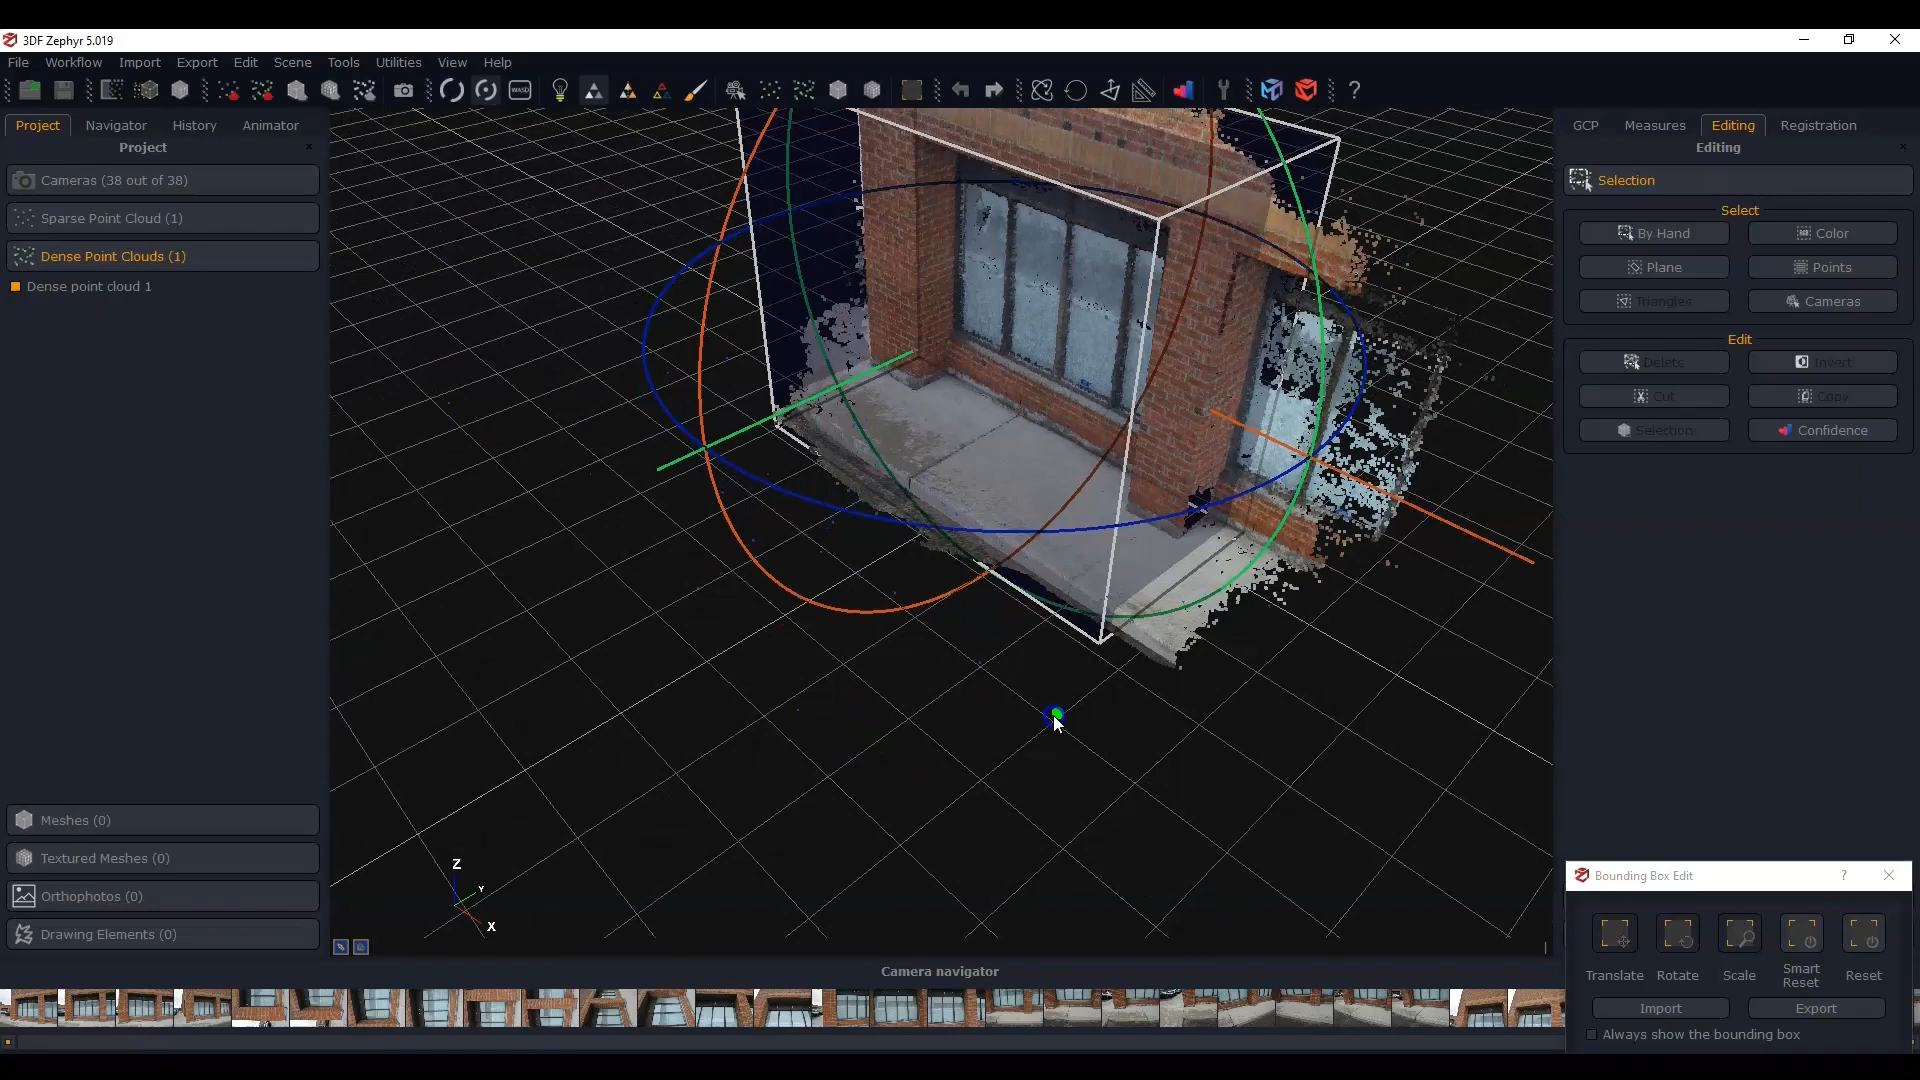 3DF Zephyr 5.019
File Workflow Import Export Edit Scene Tools Utilities View Help
WASD
?
Project Navigator History Animator
Project
Cameras (38 out of 38)
Sparse Point Cloud (1)
Dense Point Clouds (1)
Dense point cloud 1
Meshes (0)
Textured Meshes (0)
Orthophotos (0)
Drawing Elements (0)
Z
Y
X
Camera navigator
GCP Measures Editing Registration
Editing
Selection
Select
By Hand Color
Plane Points
Triangles Cameras
Edit
Delete Invert
Cut Copy
Selection Confidence
Bounding Box Edit ?
Translate Rotate Scale Smart Reset Reset
Import Export
Always show the bounding box